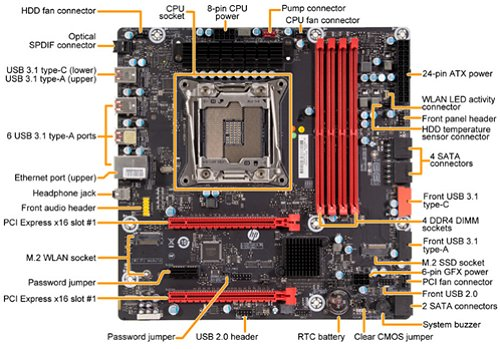 HDD fan connector
CPU
socket
8-pin CPU
power
Pump connector
CPU fan connector
Optical
SPDIF connector
USB 3.1 type-C (lower)
USB 3.1 type-A (upper)
24-pin ATX power
WLAN LED activity
connector
Front panel header
HDD temperature
sensor connector
6 USB 3.1 type-A ports
4 SATA
connectors
Ethernet port (upper)
Headphone jack
Front audio header
Front USB 3.1
type-C
PCI Express x16 slot #1
4 DDR4 DIMM
sockets
hp
M.2 WLAN socket
Front USB 3.1
type-A
M.2 SSD socket
6-pin GFX power
Password jumper
PCI fan connector
PCI Express x16 slot #1
Front USB 2.0
2 SATA connectors
System buzzer
Password jumper
USB 2.0 header
RTC battery
Clear CMOS jumper